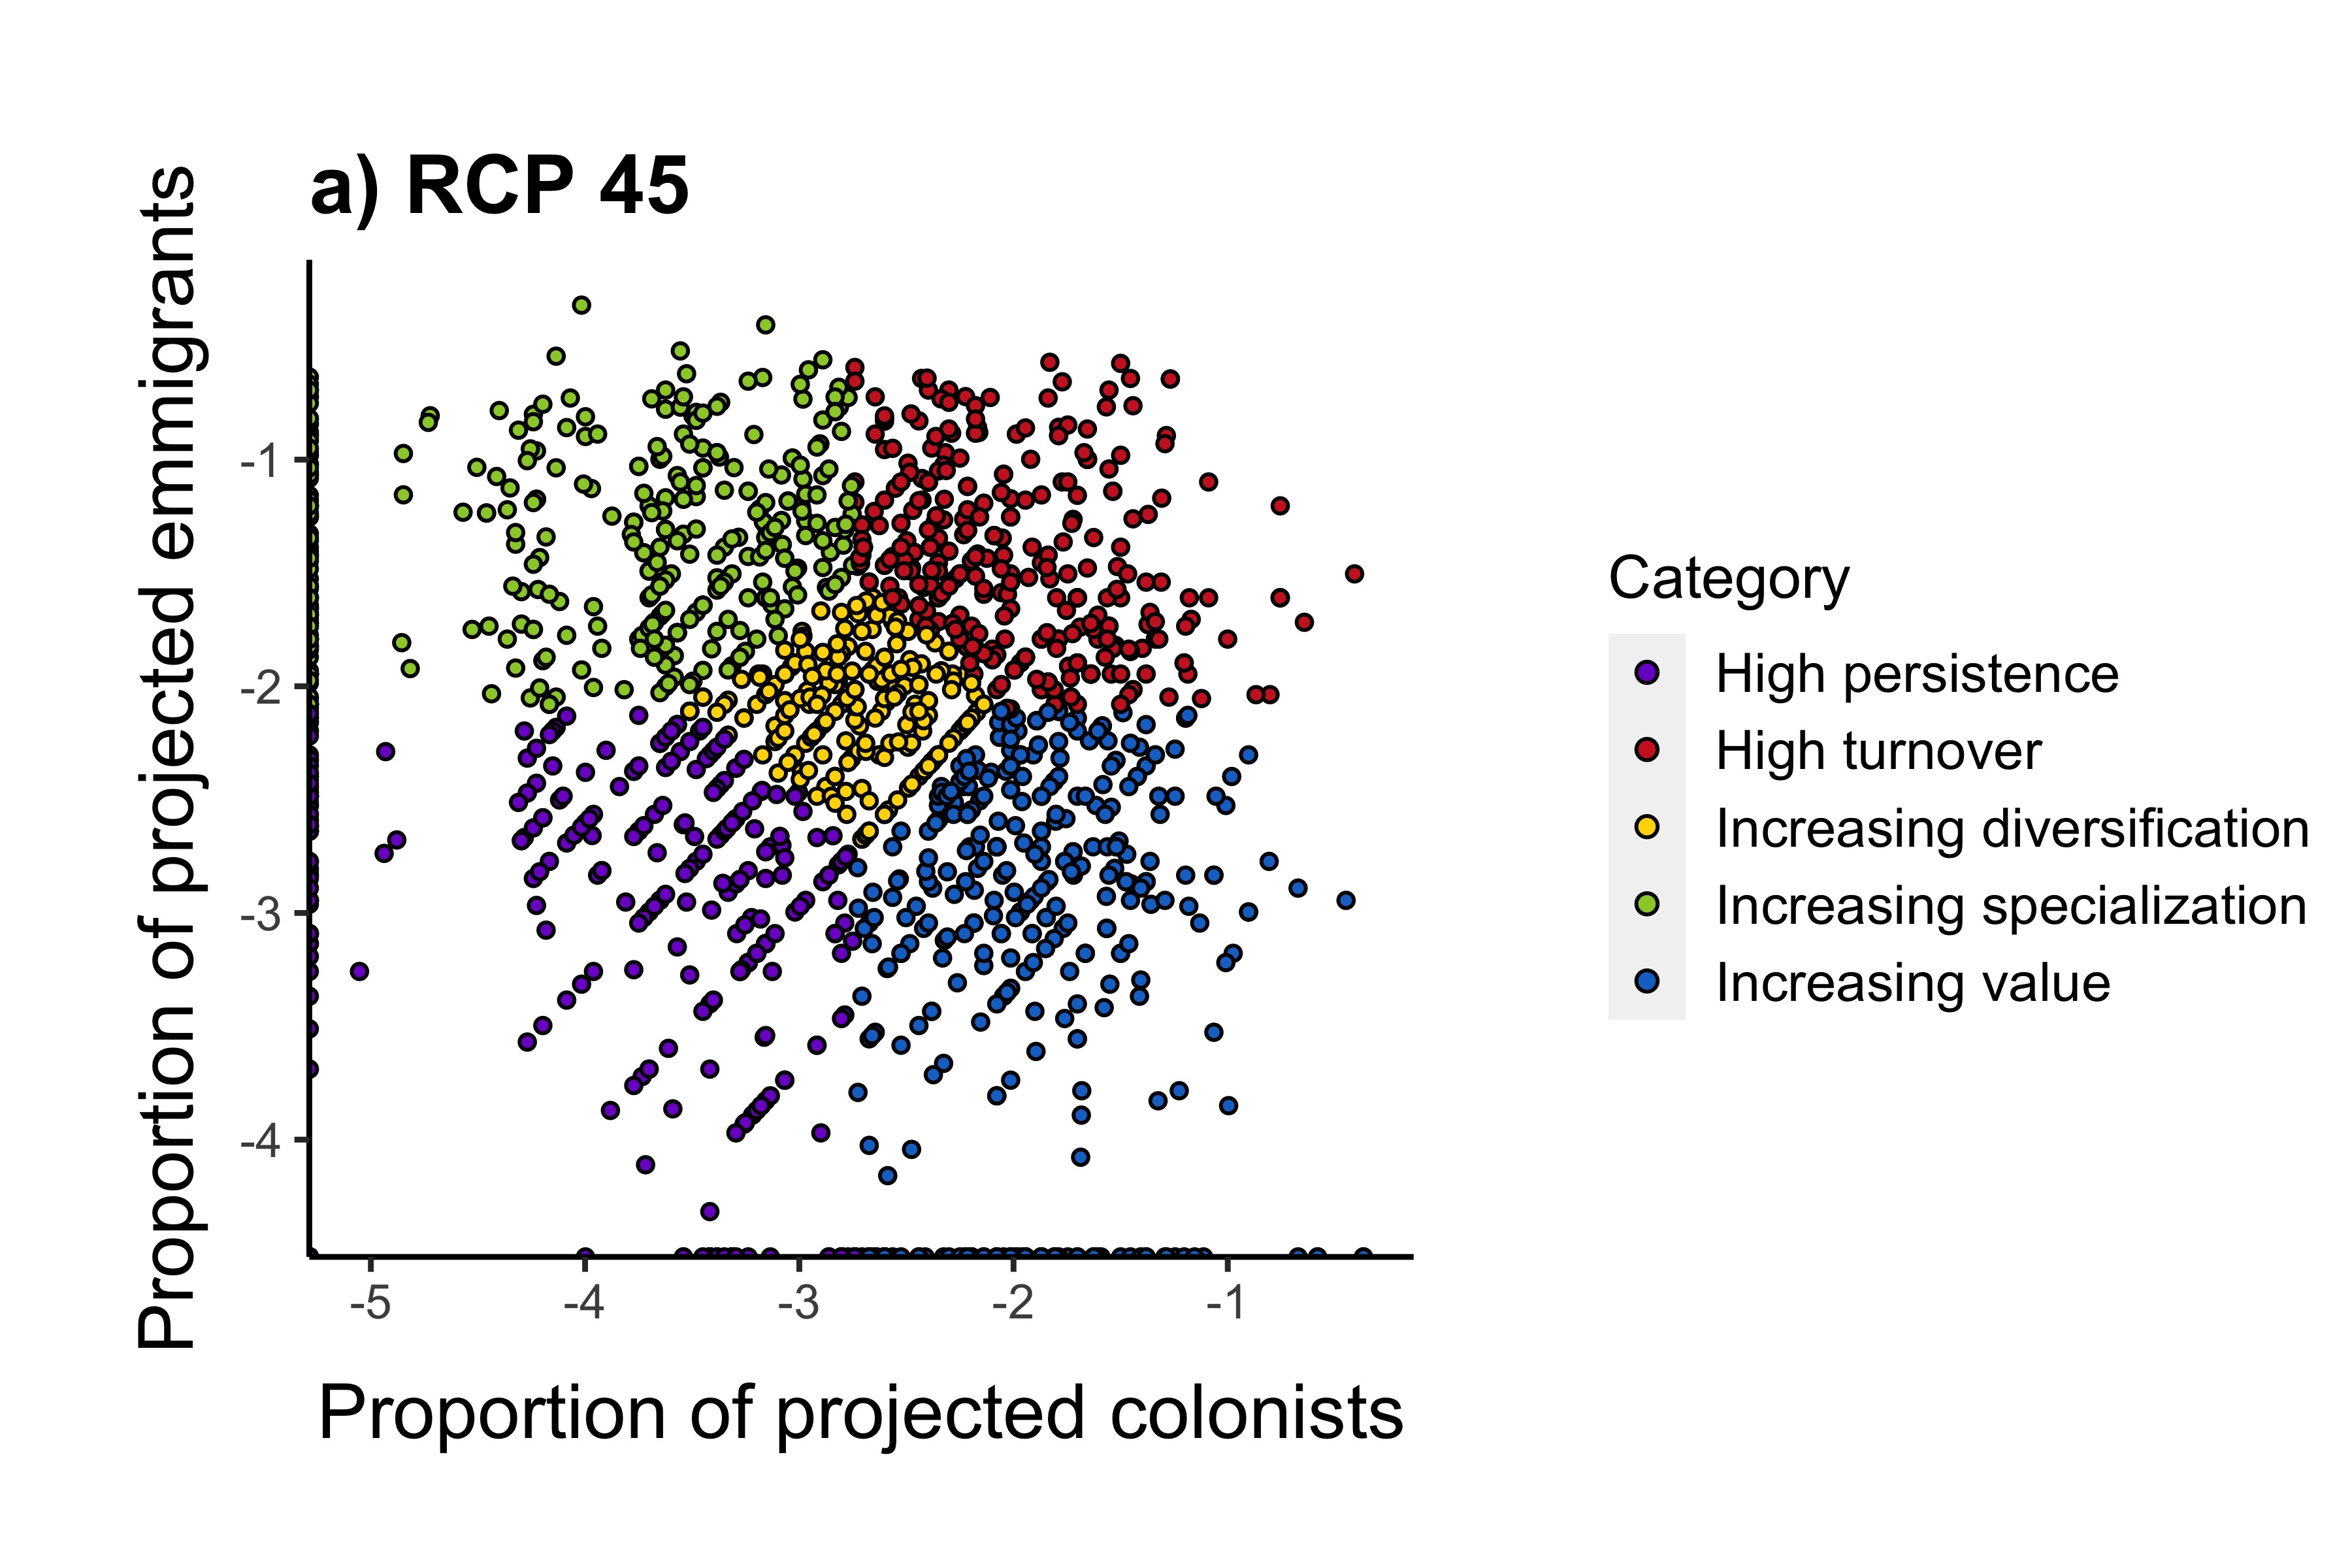 a) RCP 45
Proportion of projected emmigrants
-1
-2
-3
-4
-5
-4
-3
-2
-1
Proportion of projected colonists
Category
High persistence
High turnover
Increasing diversification
Increasing specialization
Increasing value